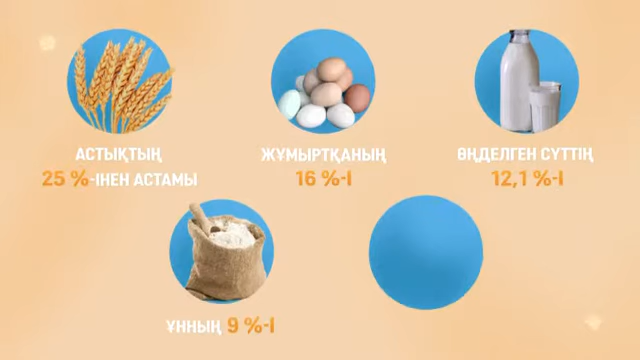 АСТЫҚТЫҢ
25 %-ІНЕН АСТАМЫ
ЖҰМЫРТҚАНЫҢ
16 %-І
ӨҢДЕЛГЕН СҮТТІҢ
12,1 %-І
ҰННЫҢ 9 %-І